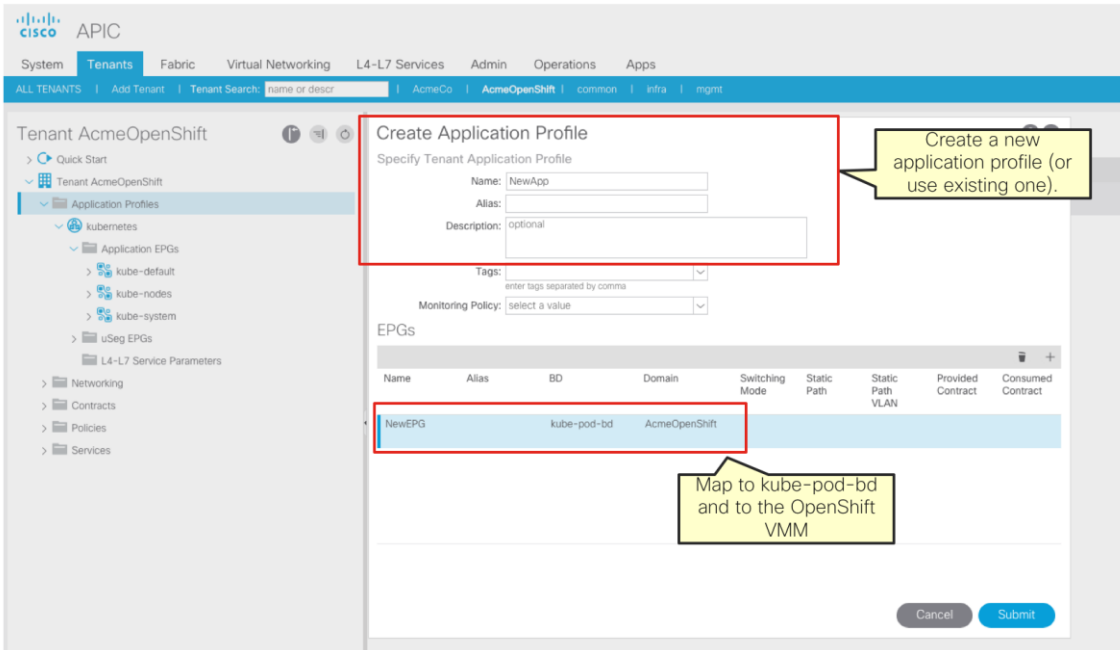 cisco APIC
System Tenants Fabric Virtual Networking L4-L7 Services Admin Operations Apps
ALL TENANTS | Add Tenant | Tenant Search: name or descr | AcmeCo | AcmeOpenShift | common | infra | mgmt
Tenant AcmeOpenShift
Quick Start
Tenant AcmeOpenShift
Application Profiles
kubernetes
Application EPGs
kube-default
kube-nodes
kube-system
uSeg EPGs
L4-L7 Service Parameters
Networking
Contracts
Policies
Services
Create Application Profile
Specify Tenant Application Profile
Name: NewApp
Alias:
Description: optional
Tags:
enter tags separated by comma
Monitoring Policy: select a value
EPGs
Name Alias BD Domain Switching Mode Static Path Static Path VLAN Provided Contract Consumed Contract
NewEPG kube-pod-bd AcmeOpenShift
Create a new
application profile (or
use existing one).
Map to kube-pod-bd
and to the OpenShift
VMM
Cancel Submit